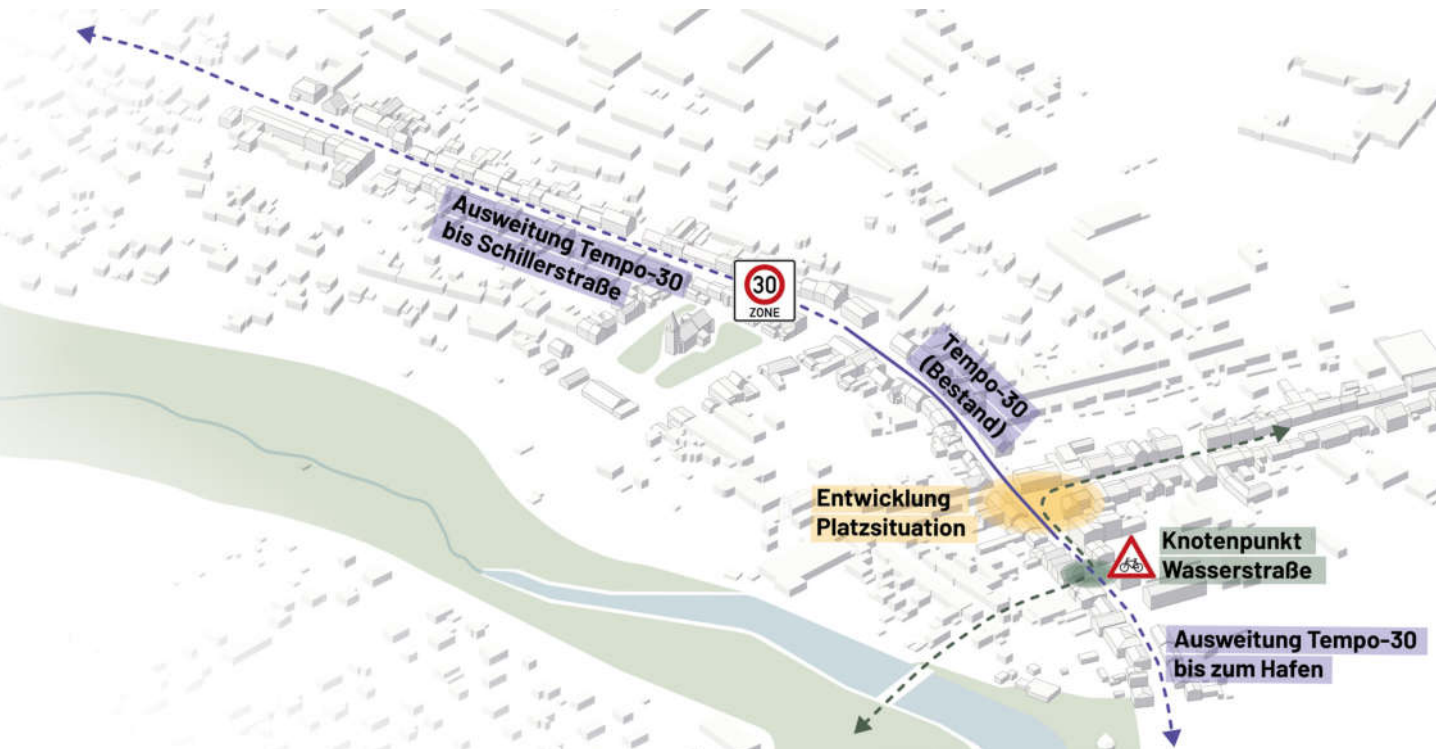 Ausweitung Tempo-30
bis Schillerstraße
30
ZONE
Tempo-30
(Bestand)
Entwicklung
Platzsituation
Knotenpunkt
Wasserstraße
Ausweitung Tempo-30
bis zum Hafen